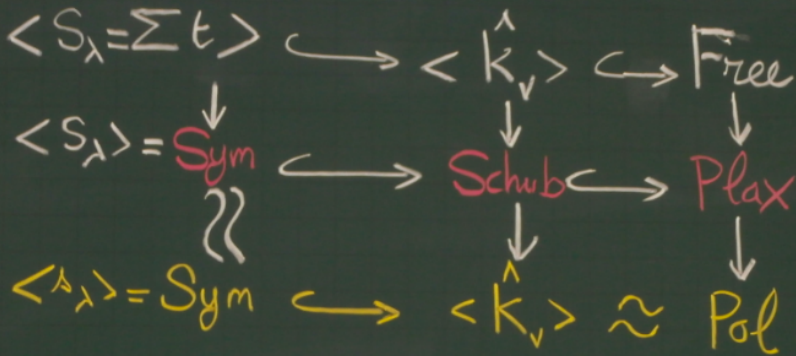 <S_λ=Σt> ↪ <K̂_v> ↪ Free
↓ ↓ ↓
<S_λ>=Sym ↪ Schub ↪ Plax
≈ ↓ ↓
<s_λ>=Sym ↪ <K̂_v> ≈ Pol